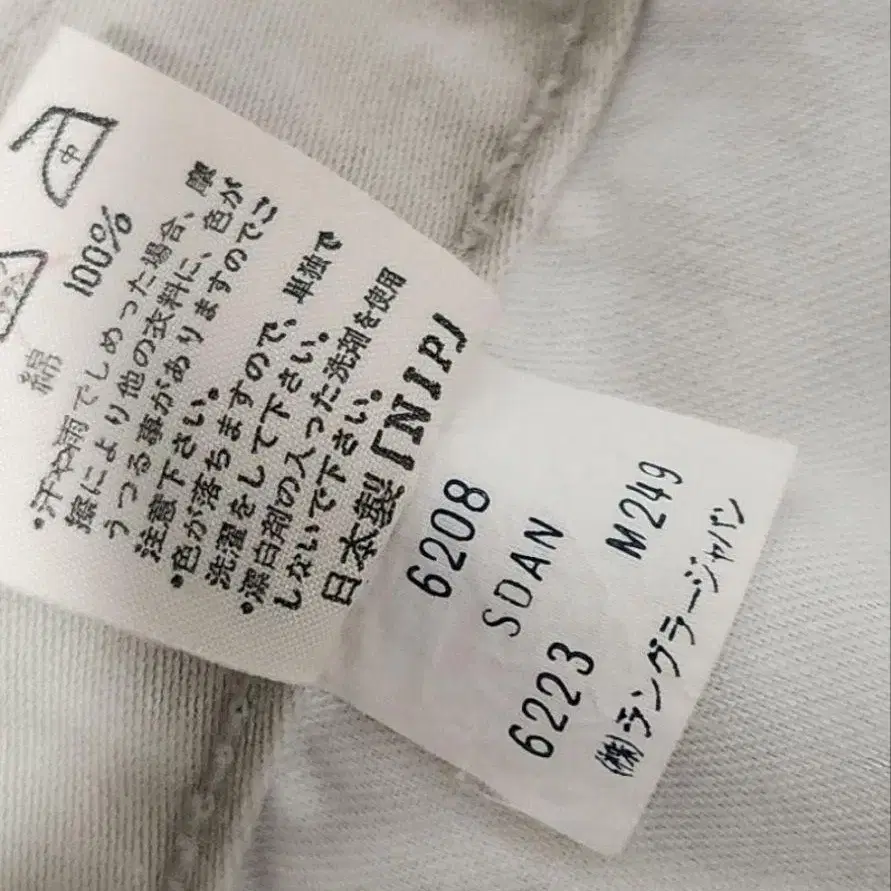 中
綿 100%
•汗や雨でしめった場合、摩
擦により他の衣料に、色が
うつる事がありますのでご
注意下さい。
•色が落ちますので、単独で
洗濯をして下さい。
•漂白剤の入った洗剤を使用
しないで下さい。
日本製「NIP」
6208
SDAN
6223 M249
(株)ラングラージャパン